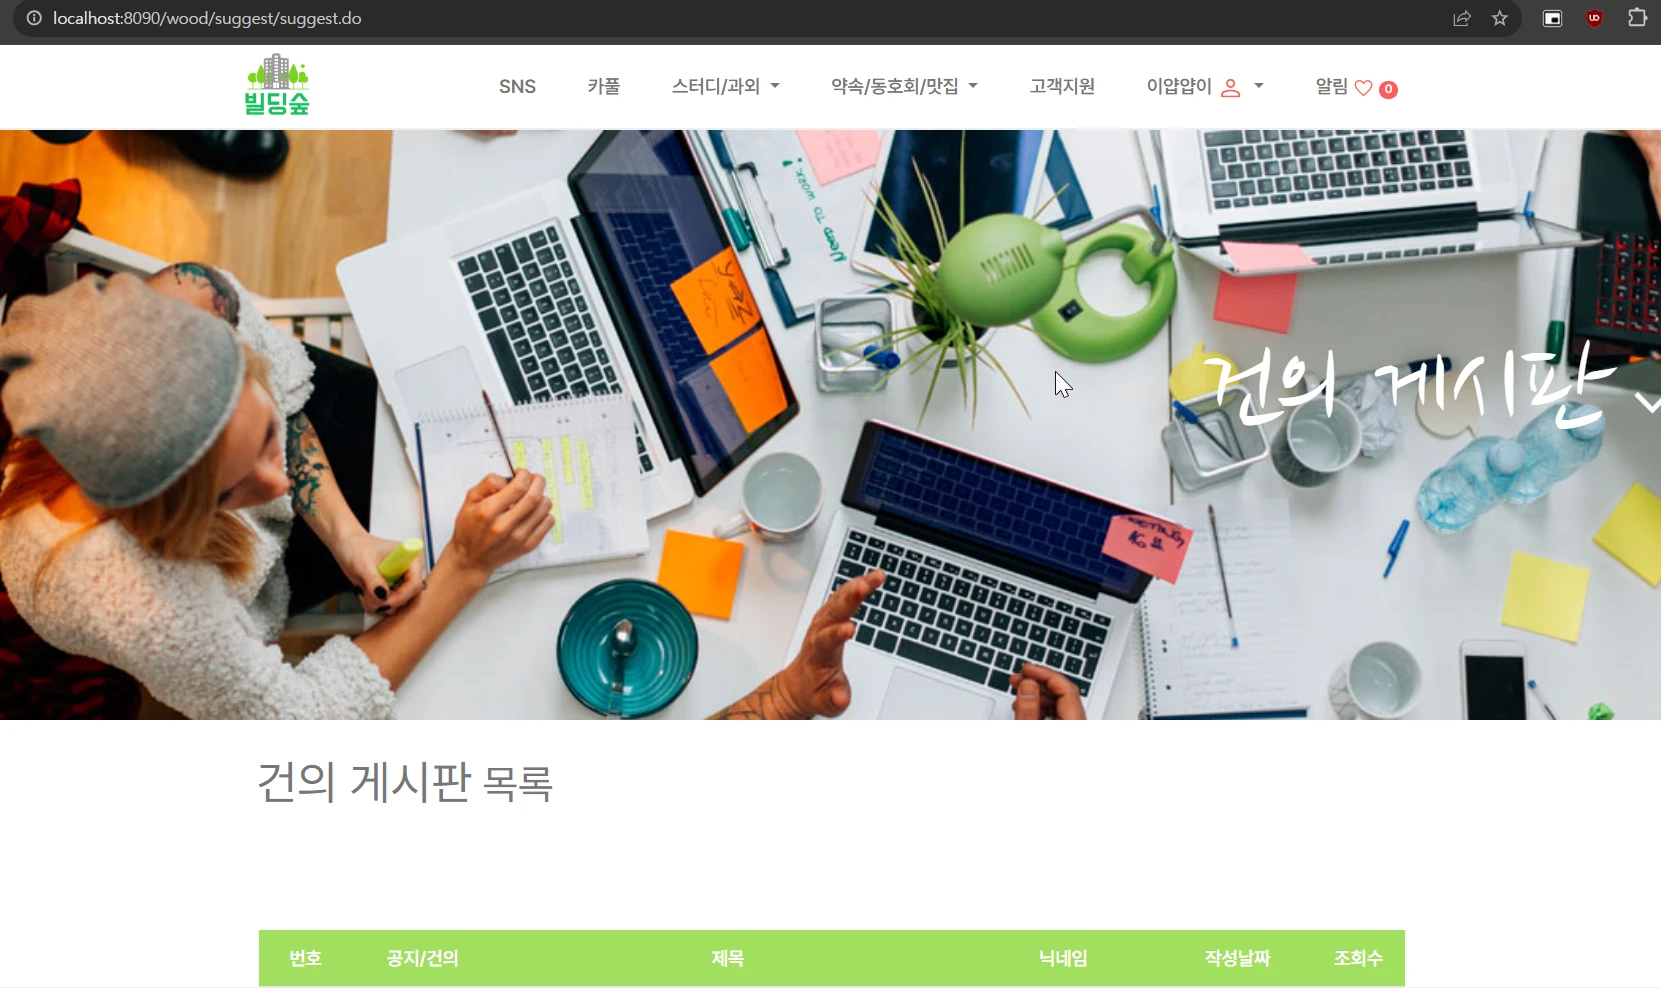 localhost:8090/wood/suggest/suggest.do
빌딩숲
SNS 카풀 스터디/과외 약속/동호회/맛집 고객지원 이얍얍이 알림 0
건의 게시판
건의 게시판 목록
번호 공지/건의 제목 닉네임 작성날짜 조회수